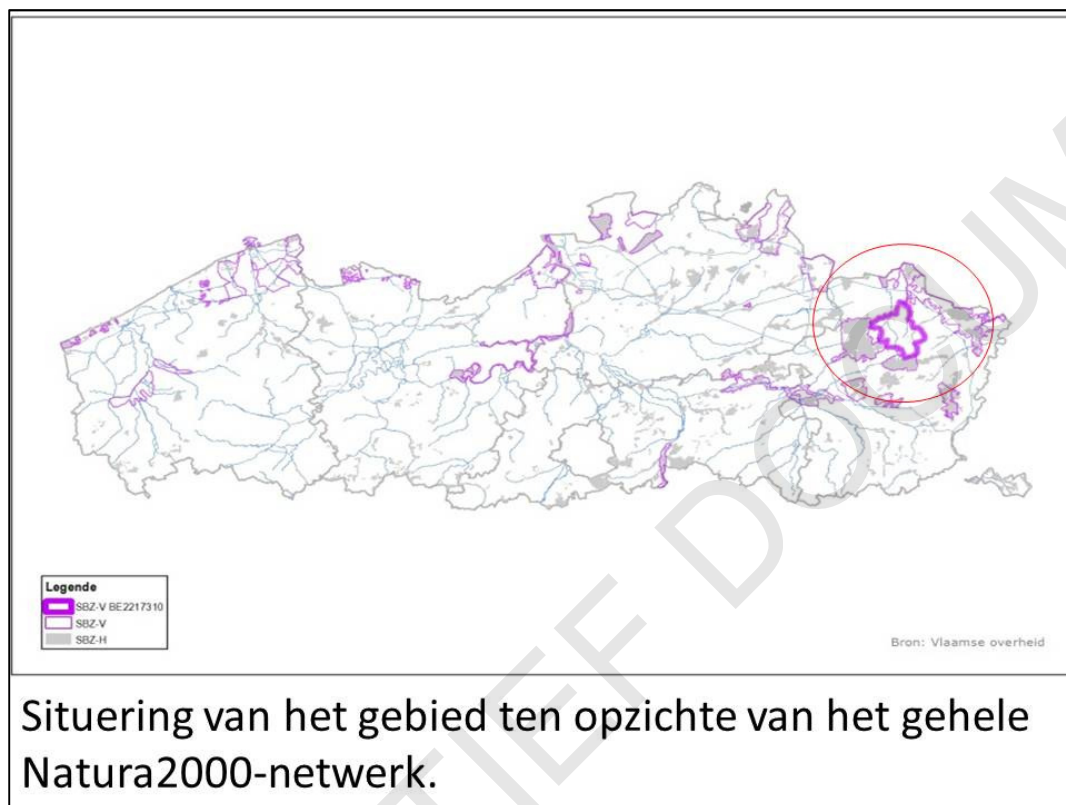 Legende
SBZ-V BE2217310
SBZ-V
SBZ-H
Bron: Vlaamse overheid
Situering van het gebied ten opzichte van het gehele
Natura2000-netwerk.